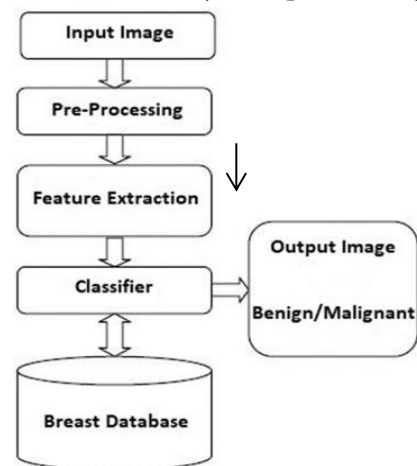 Input Image
Pre-Processing
Feature Extraction
Classifier
Output Image
Benign/Malignant
Breast Database